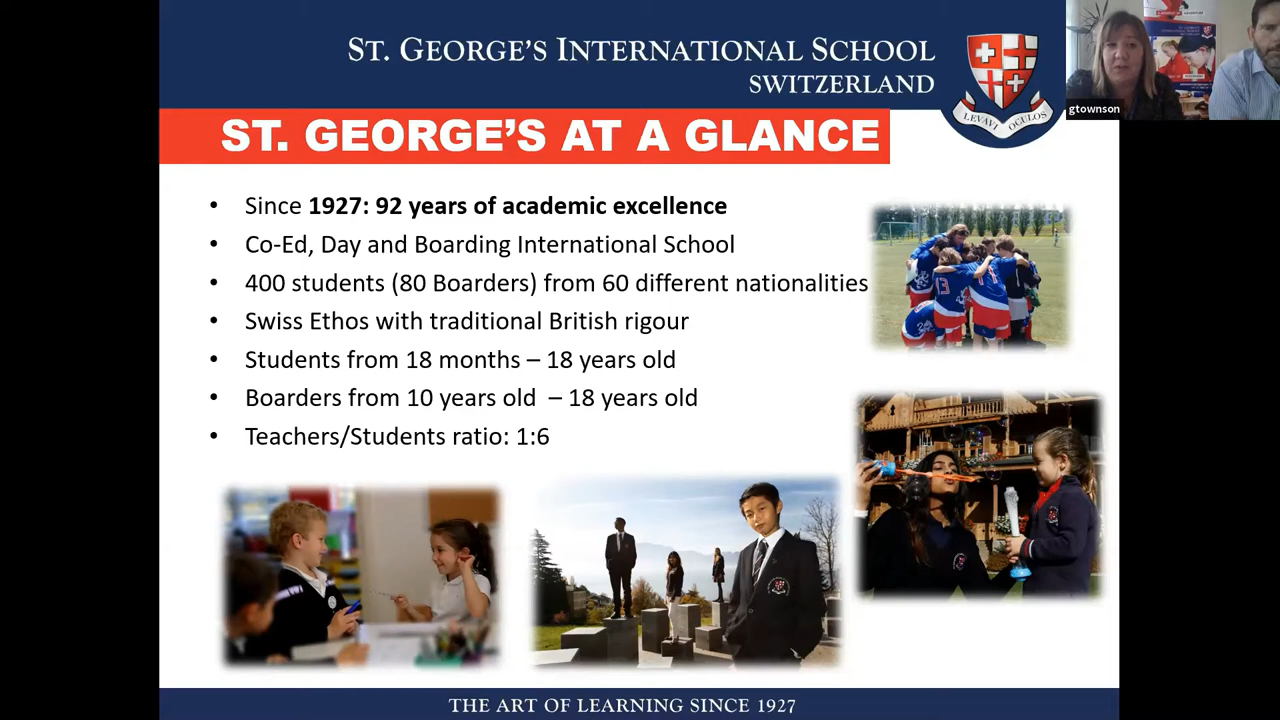 ST. GEORGE'S INTERNATIONAL SCHOOL
SWITZERLAND
LEVAVI OCULOS
gtownson
ST. GEORGE'S AT A GLANCE
• Since 1927: 92 years of academic excellence
• Co-Ed, Day and Boarding International School
• 400 students (80 Boarders) from 60 different nationalities
• Swiss Ethos with traditional British rigour
• Students from 18 months – 18 years old
• Boarders from 10 years old – 18 years old
• Teachers/Students ratio: 1:6
THE ART OF LEARNING SINCE 1927